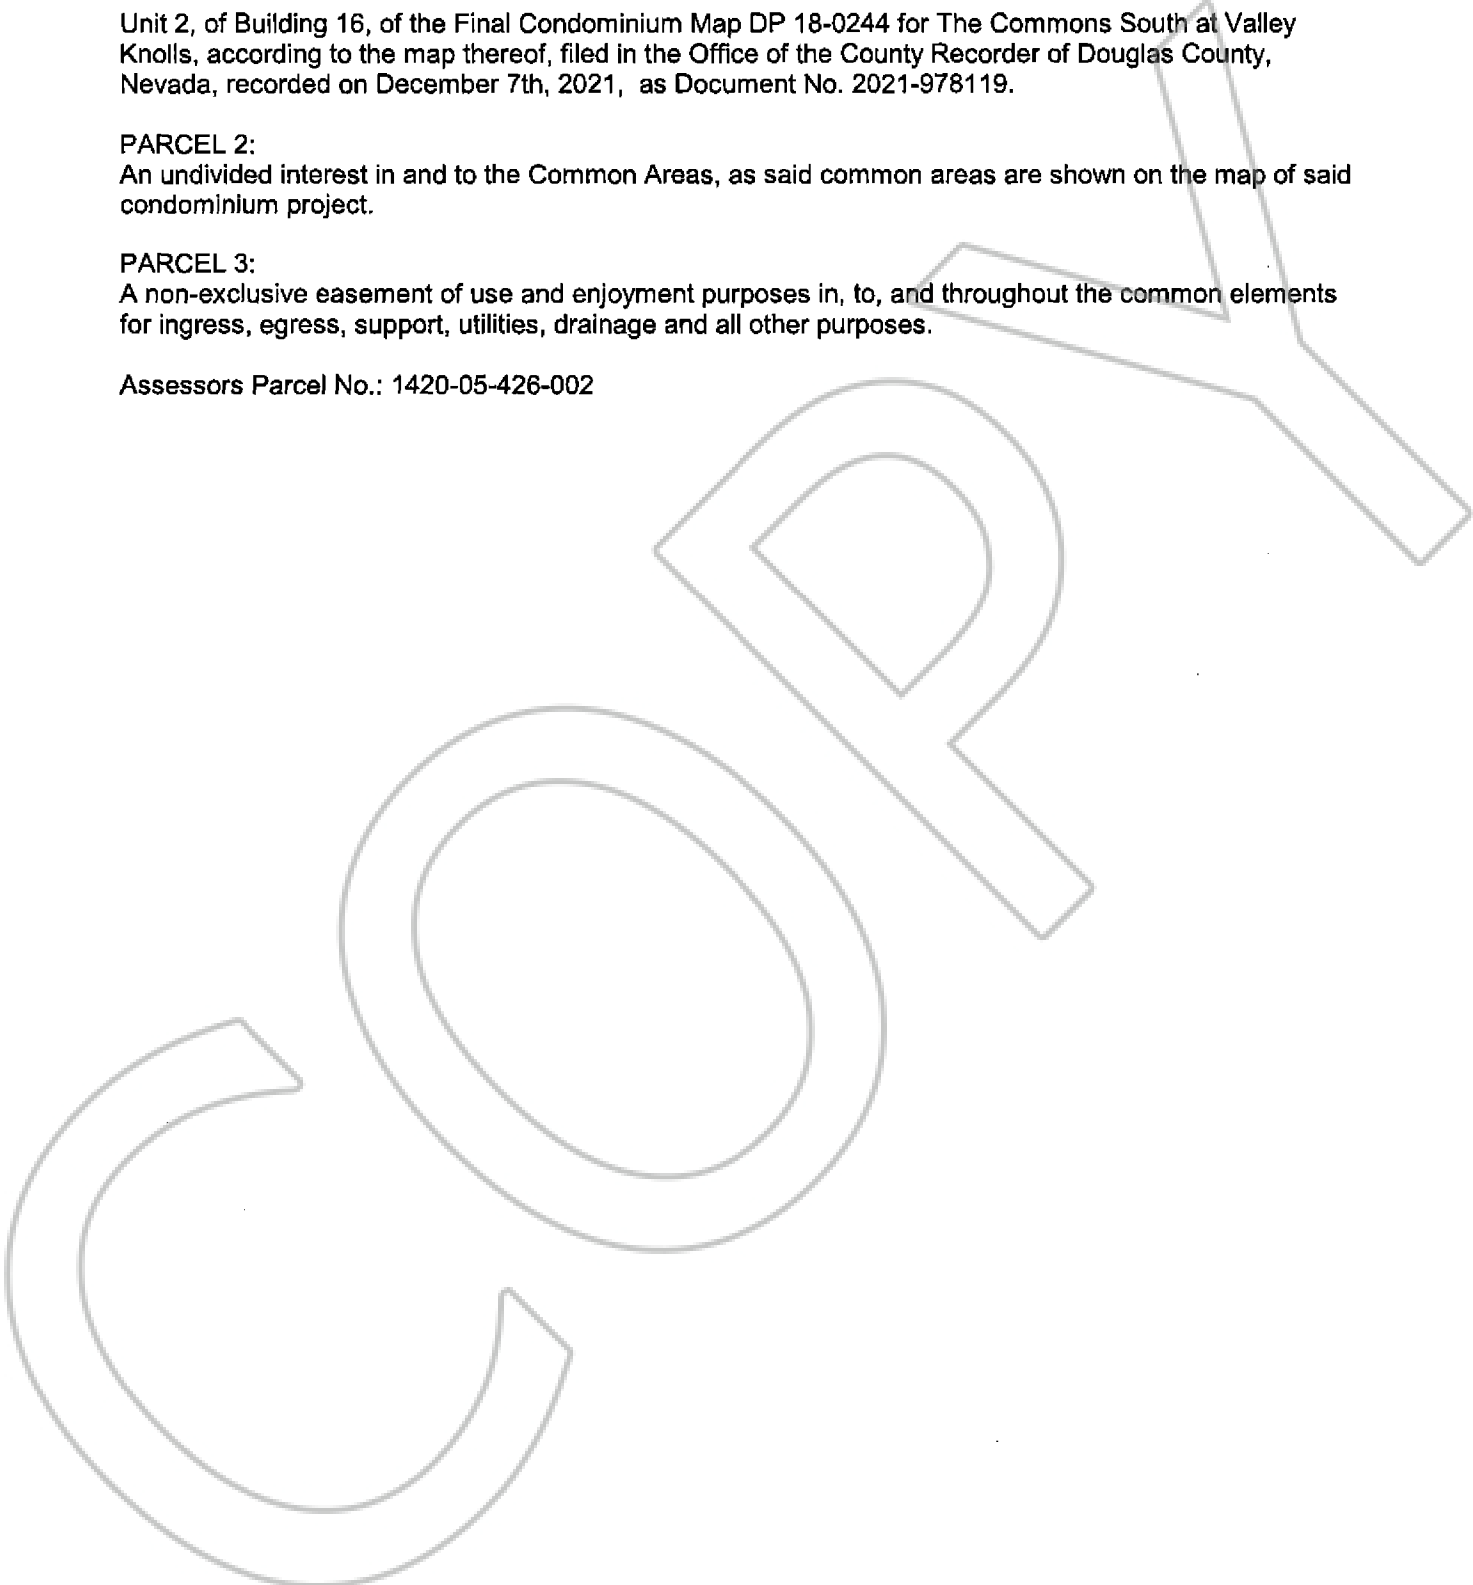 Unit 2, of Building 16, of the Final Condominium Map DP 18-0244 for The Commons South at Valley
Knolls, according to the map thereof, filed in the Office of the County Recorder of Douglas County,
Nevada, recorded on December 7th, 2021, as Document No. 2021-978119.
PARCEL 2:
An undivided interest in and to the Common Areas, as said common areas are shown on the map of said
condominium project.
PARCEL 3:
A non-exclusive easement of use and enjoyment purposes in, to, and throughout the common elements
for ingress, egress, support, utilities, drainage and all other purposes.
Assessors Parcel No.: 1420-05-426-002
COPY